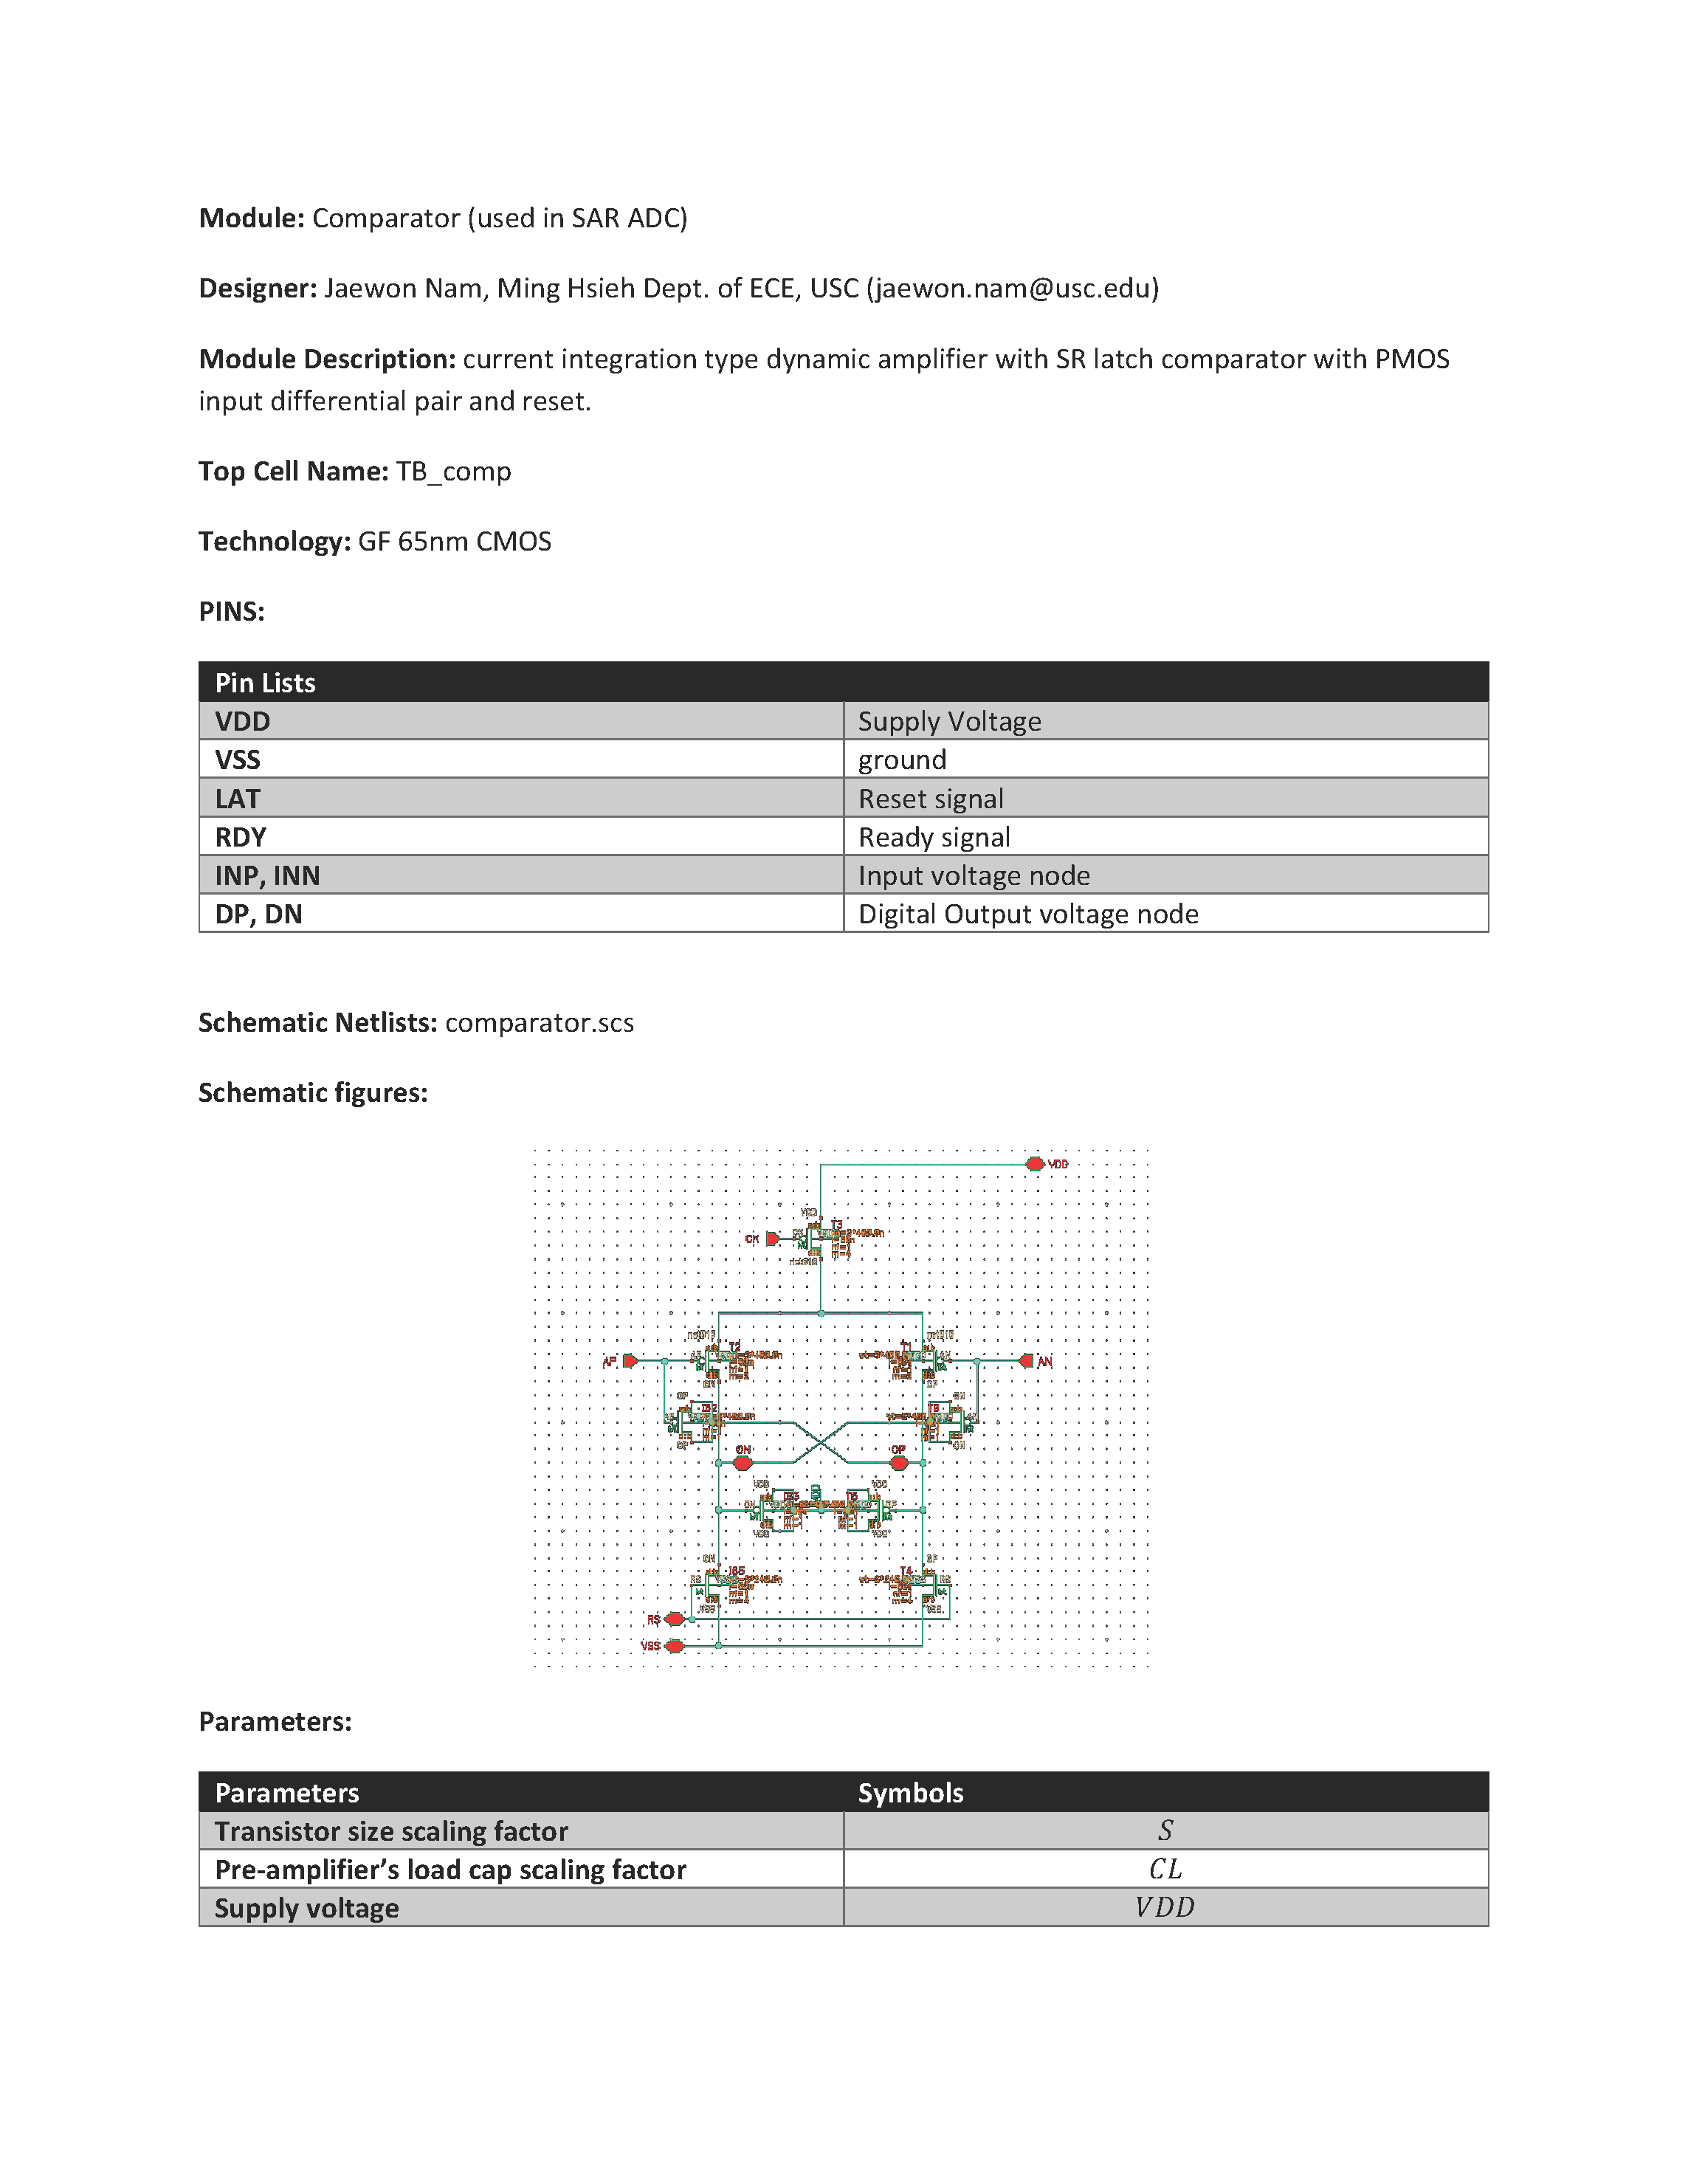 Module: Comparator (used in SAR ADC)
Designer: Jaewon Nam, Ming Hsieh Dept. of ECE, USC (jaewon.nam@usc.edu)
Module Description: current integration type dynamic amplifier with SR latch comparator with PMOS
input differential pair and reset.
Top Cell Name: TB_comp
Technology: GF 65nm CMOS
PINS:
Pin Lists
VDD Supply Voltage
VSS ground
LAT Reset signal
RDY Ready signal
INP, INN Input voltage node
DP, DN Digital Output voltage node
Schematic Netlists: comparator.scs
Schematic figures:
VDD
T3
CK
T2 T1
AP AN
T4
RS
VSS
Parameters:
Parameters Symbols
Transistor size scaling factor S
Pre-amplifier’s load cap scaling factor CL
Supply voltage VDD